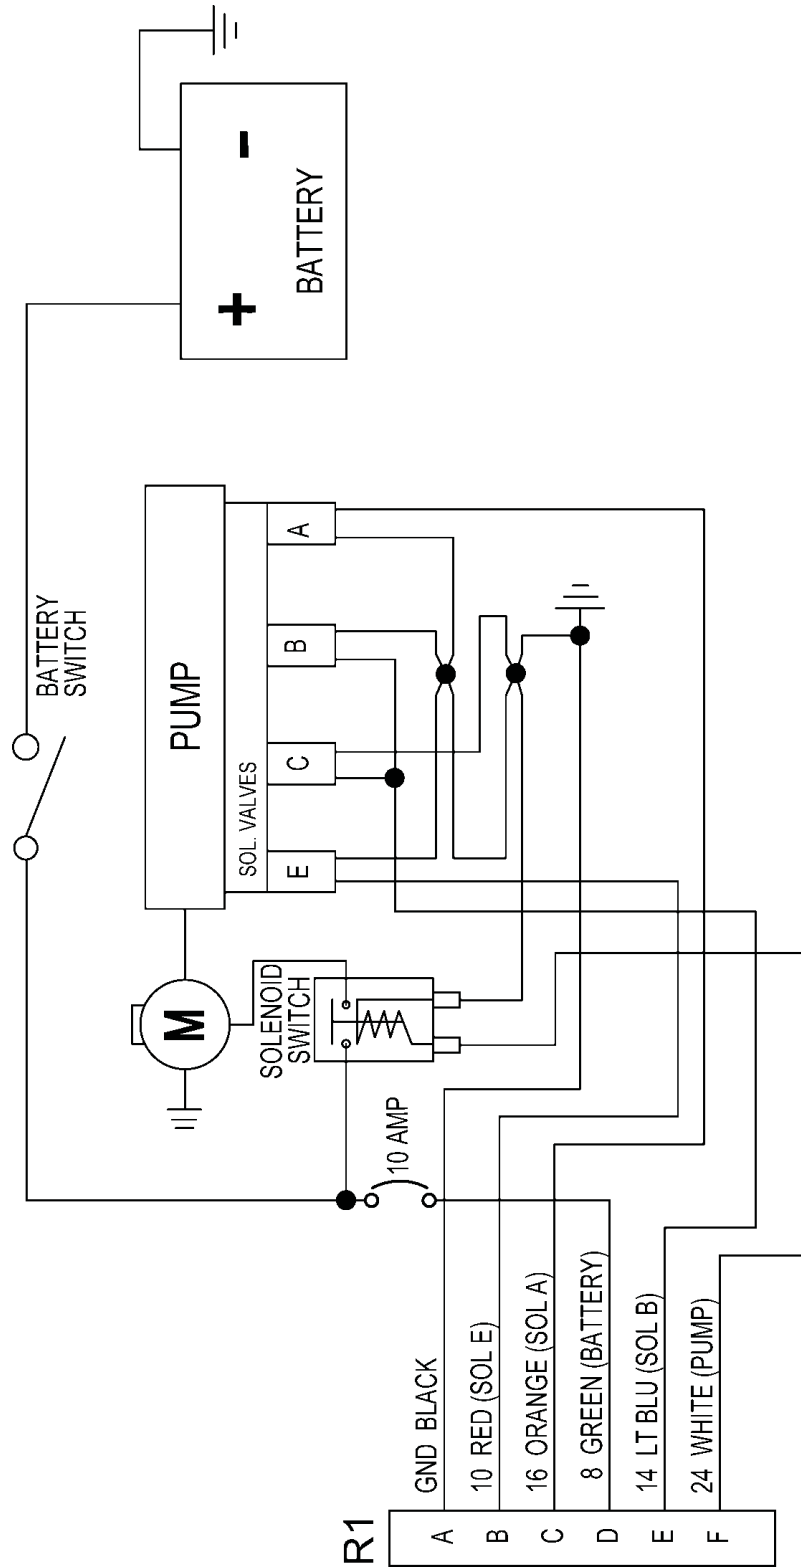 BATTERY
SWITCH
+
-
BATTERY
PUMP
SOL. VALVES
E
C
B
A
M
SOLENOID
SWITCH
10 AMP
R1
A
GND BLACK
B
10 RED (SOL E)
C
16 ORANGE (SOL A)
D
8 GREEN (BATTERY)
E
14 LT BLU (SOL B)
F
24 WHITE (PUMP)